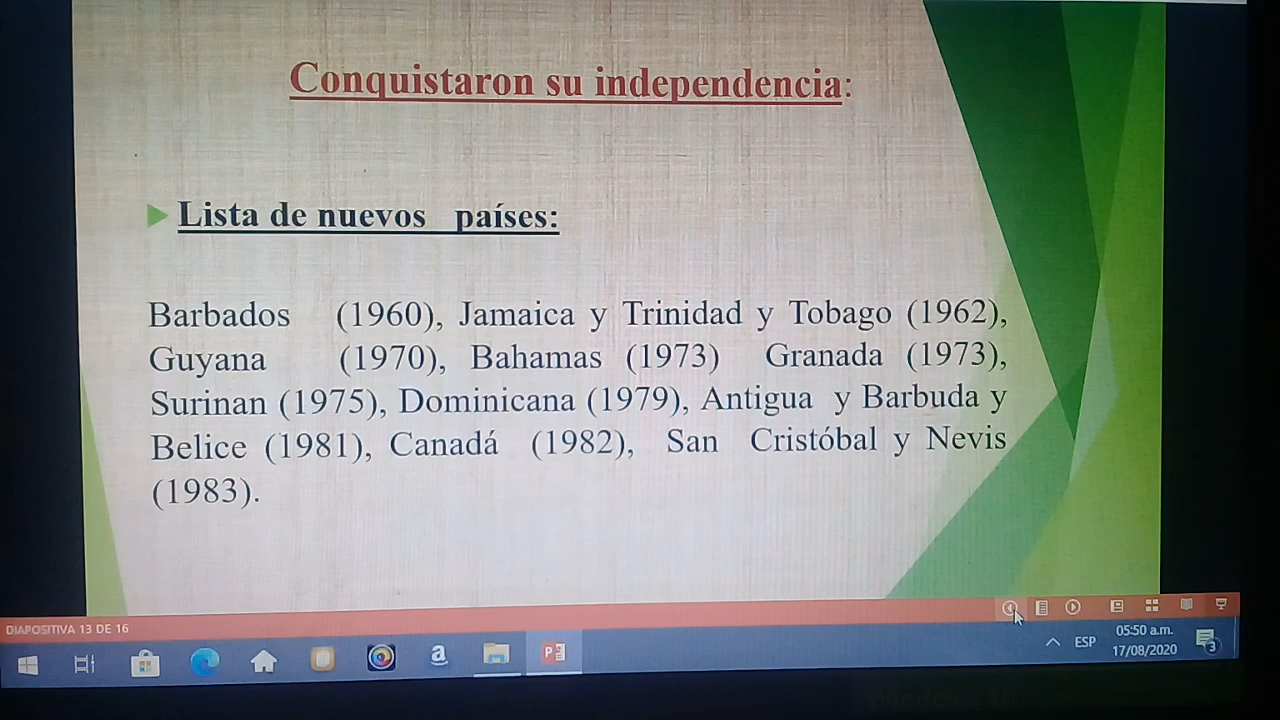 Conquistaron su independencia:
Lista de nuevos países:
Barbados (1960), Jamaica y Trinidad y Tobago (1962),
Guyana (1970), Bahamas (1973) Granada (1973),
Surinan (1975), Dominicana (1979), Antigua y Barbuda y
Belice (1981), Canadá (1982), San Cristóbal y Nevis
(1983).
DIAPOSITIVA 13 DE 16
ESP
05:50 a.m.
17/08/2020
3